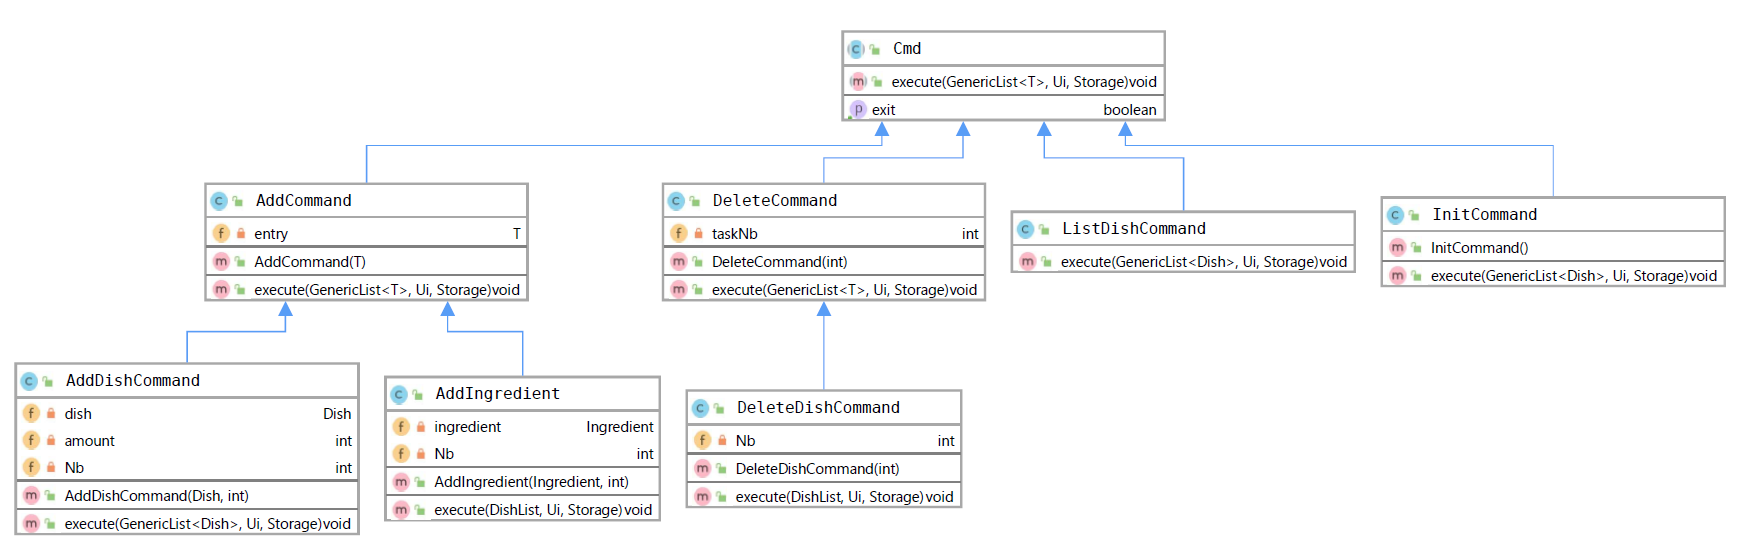 Cmd
execute(GenericList<T>, Ui, Storage)void
exit boolean
AddCommand
entry T
AddCommand(T)
execute(GenericList<T>, Ui, Storage)void
DeleteCommand
taskNb int
DeleteCommand(int)
execute(GenericList<T>, Ui, Storage)void
ListDishCommand
execute(GenericList<Dish>, Ui, Storage)void
InitCommand
InitCommand()
execute(GenericList<Dish>, Ui, Storage)void
AddDishCommand
dish Dish
amount int
Nb int
AddDishCommand(Dish, int)
execute(GenericList<Dish>, Ui, Storage)void
AddIngredient
ingredient Ingredient
Nb int
AddIngredient(Ingredient, int)
execute(DishList, Ui, Storage)void
DeleteDishCommand
Nb int
DeleteDishCommand(int)
execute(DishList, Ui, Storage)void